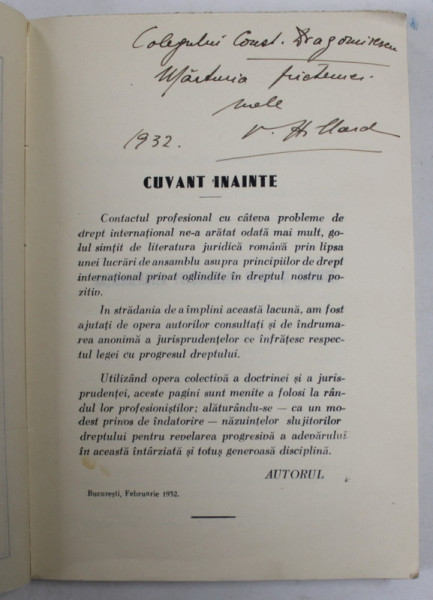 Colegului Const. Dragomirescu
Mărturia prieteniei
mele
1932. V. Hillard
CUVANT INAINTE
Contactul profesional cu câteva probleme de
drept internațional ne-a arătat odată mai mult, go-
lul simțit de literatura juridică română prin lipsa
unei lucrări de ansamblu asupra principiilor de drept
internațional privat oglindite în dreptul nostru po-
zitiv.
In strădania de a împlini această lacună, am fost
ajutați de opera autorilor consultați și de îndruma-
rea anonimă a jurisprudențelor ce înfrățesc respec-
tul legei cu progresul dreptului.
Utilizând opera colectivă a doctrinei și a juris-
prudenței, aceste pagini sunt menite a folosi la rân-
dul lor profesioniștilor; alăturându-se — ca un mo-
dest prinos de îndatorire — năzuințelor slujitorilor
dreptului pentru revelarea progresivă a adevărului
în această întârziată și totuș generoasă disciplină.
AUTORUL
București, Februarie 1932.